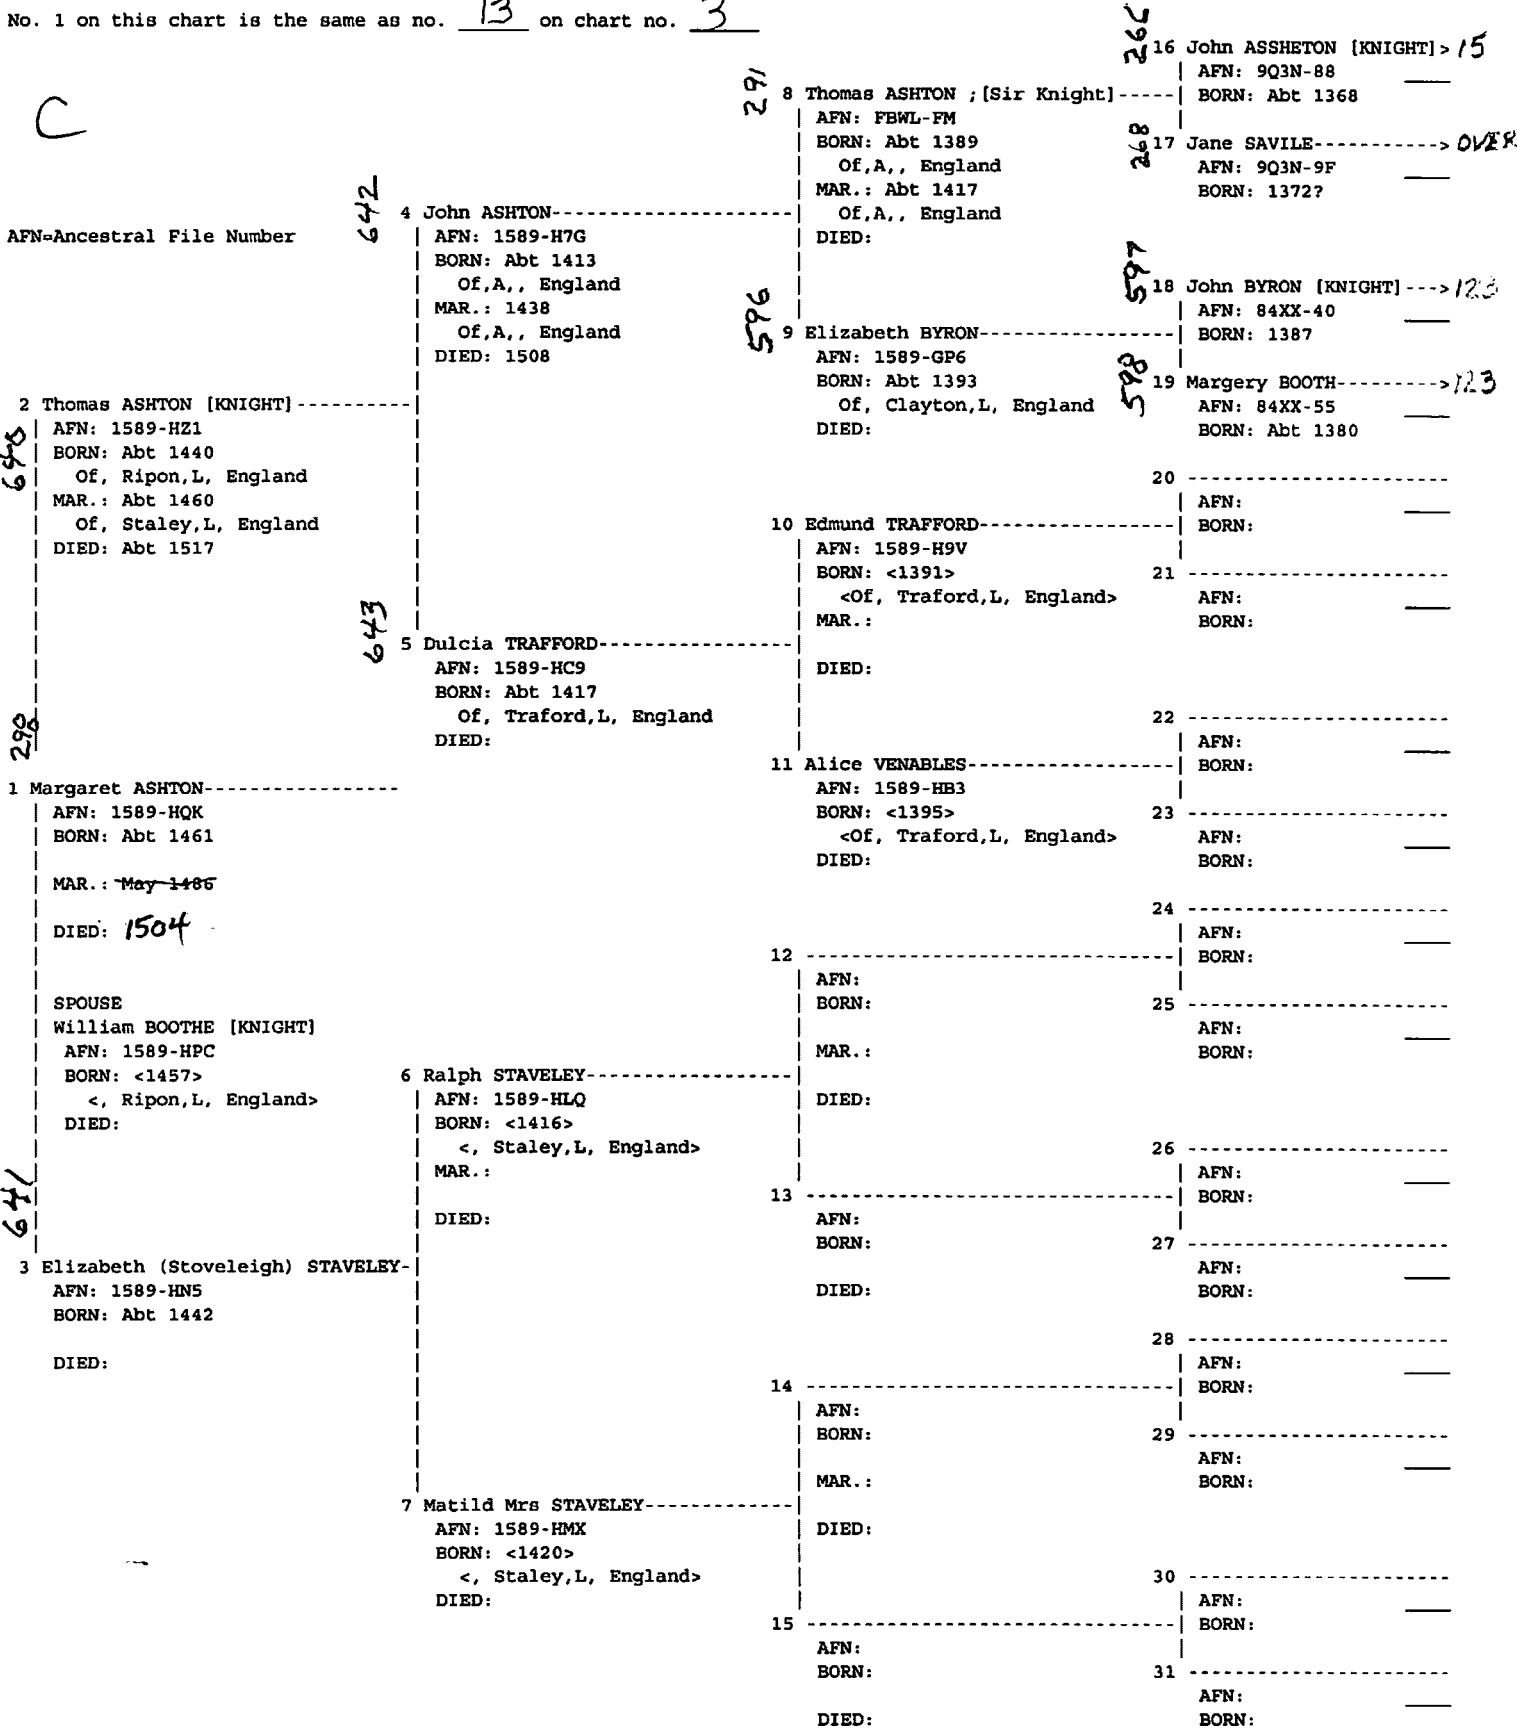 No. 1 on this chart is the same as no. 13 on chart no. 3
C
AFN=Ancestral File Number
266
16 John ASSHETON [KNIGHT]> 15
AFN: 9Q3N-88
BORN: Abt 1368
291
8 Thomas ASHTON ;[Sir Knight]-----
AFN: FBWL-FM
BORN: Abt 1389
Of,A,, England
MAR.: Abt 1417
Of,A,, England
DIED:
268
17 Jane SAVILE-----------> OVER
AFN: 9Q3N-9F
BORN: 1372?
642
4 John ASHTON---------------------
AFN: 1589-H7G
BORN: Abt 1413
Of,A,, England
MAR.: 1438
Of,A,, England
DIED: 1508
597
18 John BYRON [KNIGHT]---> 123
AFN: 84XX-40
BORN: 1387
596
9 Elizabeth BYRON-----------------
AFN: 1589-GP6
BORN: Abt 1393
Of, Clayton,L, England
DIED:
598
19 Margery BOOTH---------> 123
AFN: 84XX-55
BORN: Abt 1380
2 Thomas ASHTON [KNIGHT]----------
648
AFN: 1589-HZ1
BORN: Abt 1440
Of, Ripon,L, England
MAR.: Abt 1460
Of, Staley,L, England
DIED: Abt 1517
20 -----------------------
AFN:
BORN:
10 Edmund TRAFFORD-----------------
AFN: 1589-H9V
BORN: <1391>
<Of, Traford,L, England>
MAR.:
DIED:
21 -----------------------
AFN:
BORN:
643
5 Dulcia TRAFFORD-----------------
AFN: 1589-HC9
BORN: Abt 1417
Of, Traford,L, England
DIED:
22 -----------------------
AFN:
BORN:
11 Alice VENABLES------------------
AFN: 1589-HB3
BORN: <1395>
<Of, Traford,L, England>
DIED:
23 -----------------------
AFN:
BORN:
290
1 Margaret ASHTON-----------------
AFN: 1589-HQK
BORN: Abt 1461
MAR.: May 1486
DIED: 1504
SPOUSE
William BOOTHE [KNIGHT]
AFN: 1589-HPC
BORN: <1457>
<, Ripon,L, England>
DIED:
24 -----------------------
AFN:
BORN:
12 --------------------------------
AFN:
BORN:
MAR.:
DIED:
25 -----------------------
AFN:
BORN:
6 Ralph STAVELEY------------------
AFN: 1589-HLQ
BORN: <1416>
<, Staley,L, England>
MAR.:
DIED:
26 -----------------------
AFN:
BORN:
13 --------------------------------
AFN:
BORN:
DIED:
27 -----------------------
AFN:
BORN:
641
3 Elizabeth (Stoveleigh) STAVELEY-
AFN: 1589-HN5
BORN: Abt 1442
DIED:
28 -----------------------
AFN:
BORN:
14 --------------------------------
AFN:
BORN:
MAR.:
DIED:
29 -----------------------
AFN:
BORN:
7 Matild Mrs STAVELEY-------------
AFN: 1589-HMX
BORN: <1420>
<, Staley,L, England>
DIED:
30 -----------------------
AFN:
BORN:
15 --------------------------------
AFN:
BORN:
DIED:
31 -----------------------
AFN:
BORN: